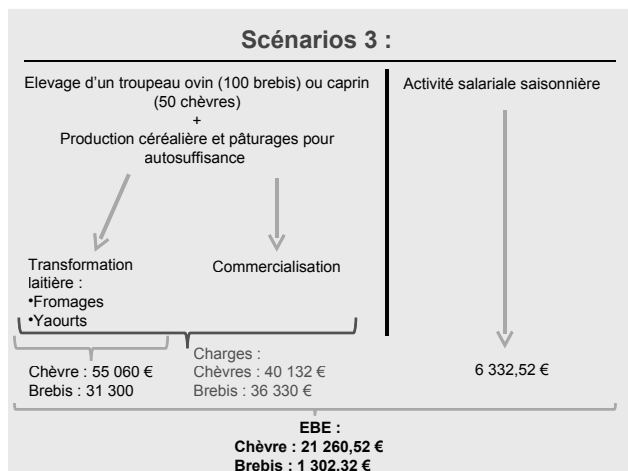 Scénarios 3 :
Elevage d'un troupeau ovin (100 brebis) ou caprin
(50 chèvres)
+
Production céréalière et pâturages pour
autosuffisance
Activité salariale saisonnière
Transformation
laitière :
•Fromages
•Yaourts
Commercialisation
Chèvre : 55 060 €
Brebis : 31 300
Charges :
Chèvres : 40 132 €
Brebis : 36 330 €
6 332,52 €
EBE :
Chèvre : 21 260,52 €
Brebis : 1 302,32 €